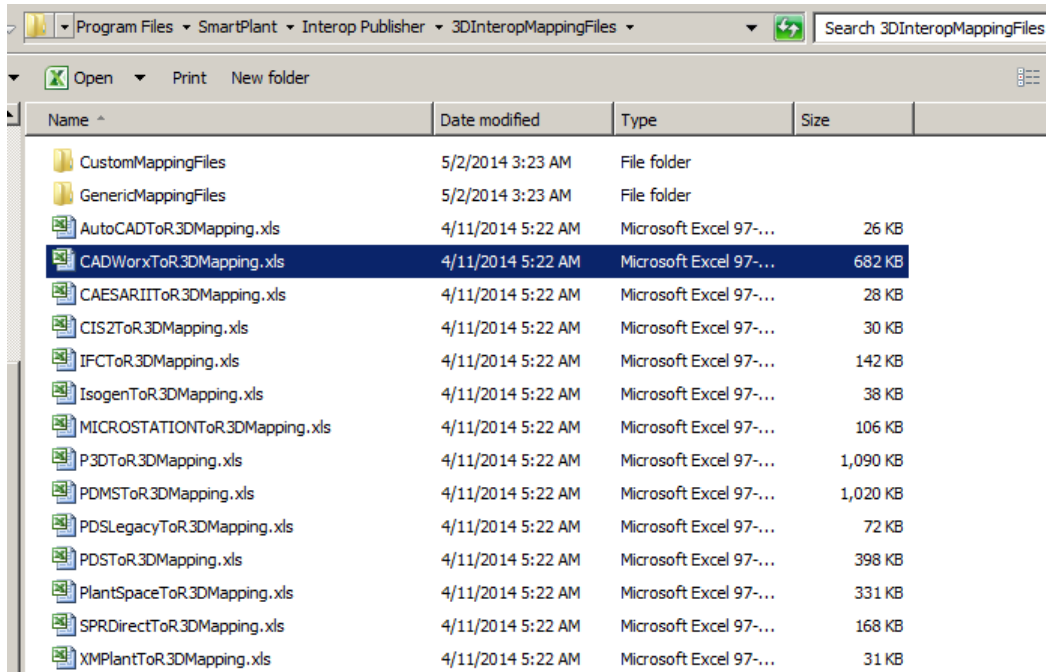 Program Files SmartPlant Interop Publisher 3DInteropMappingFiles Search 3DInteropMappingFiles
Open Print New folder
Name Date modified Type Size
CustomMappingFiles 5/2/2014 3:23 AM File folder
GenericMappingFiles 5/2/2014 3:23 AM File folder
AutoCADToR3DMapping.xls 4/11/2014 5:22 AM Microsoft Excel 97-... 26 KB
CADWorxToR3DMapping.xls 4/11/2014 5:22 AM Microsoft Excel 97-... 682 KB
CAESARIIToR3DMapping.xls 4/11/2014 5:22 AM Microsoft Excel 97-... 28 KB
CIS2ToR3DMapping.xls 4/11/2014 5:22 AM Microsoft Excel 97-... 30 KB
IFCToR3DMapping.xls 4/11/2014 5:22 AM Microsoft Excel 97-... 142 KB
IsogenToR3DMapping.xls 4/11/2014 5:22 AM Microsoft Excel 97-... 38 KB
MICROSTATIONToR3DMapping.xls 4/11/2014 5:22 AM Microsoft Excel 97-... 106 KB
P3DToR3DMapping.xls 4/11/2014 5:22 AM Microsoft Excel 97-... 1,090 KB
PDMSToR3DMapping.xls 4/11/2014 5:22 AM Microsoft Excel 97-... 1,020 KB
PDSLegacyToR3DMapping.xls 4/11/2014 5:22 AM Microsoft Excel 97-... 72 KB
PDSToR3DMapping.xls 4/11/2014 5:22 AM Microsoft Excel 97-... 398 KB
PlantSpaceToR3DMapping.xls 4/11/2014 5:22 AM Microsoft Excel 97-... 331 KB
SPRDirectToR3DMapping.xls 4/11/2014 5:22 AM Microsoft Excel 97-... 168 KB
XMPlantToR3DMapping.xls 4/11/2014 5:22 AM Microsoft Excel 97-... 31 KB